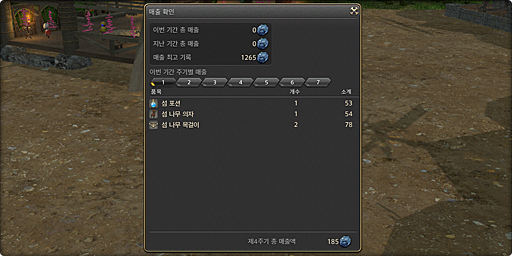 매출 확인
이번 기간 총 매출 0
지난 기간 총 매출 0
매출 최고 기록 1265
이번 기간 주기별 매출
1 2 3 4 5 6 7
품목 개수 소계
섬 포션 1 53
섬 나무 의자 1 54
섬 나무 목걸이 2 78
제4주기 총 매출액 185